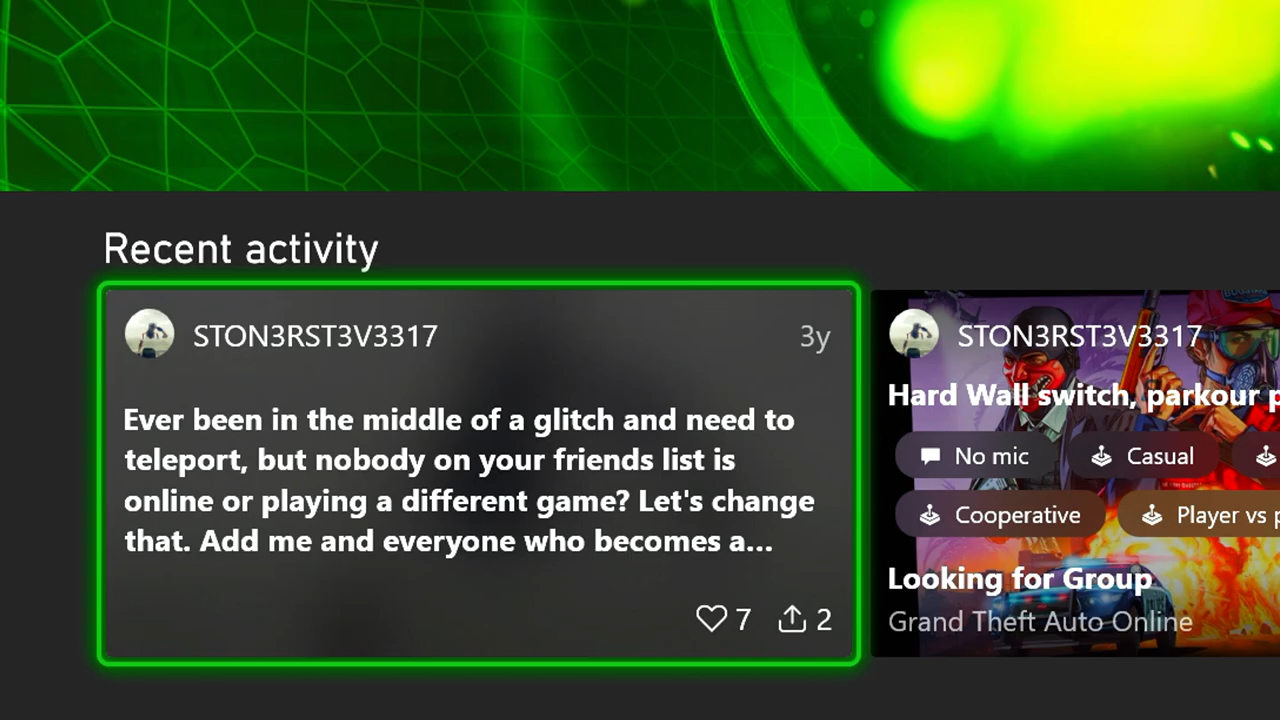 Recent activity
STON3RST3V3317
3y
Ever been in the middle of a glitch and need to
teleport, but nobody on your friends list is
online or playing a different game? Let's change
that. Add me and everyone who becomes a...
7
2
STON3RST3V3317
Hard Wall switch, parkour p
No mic
Casual
Cooperative
Player vs p
Looking for Group
Grand Theft Auto Online